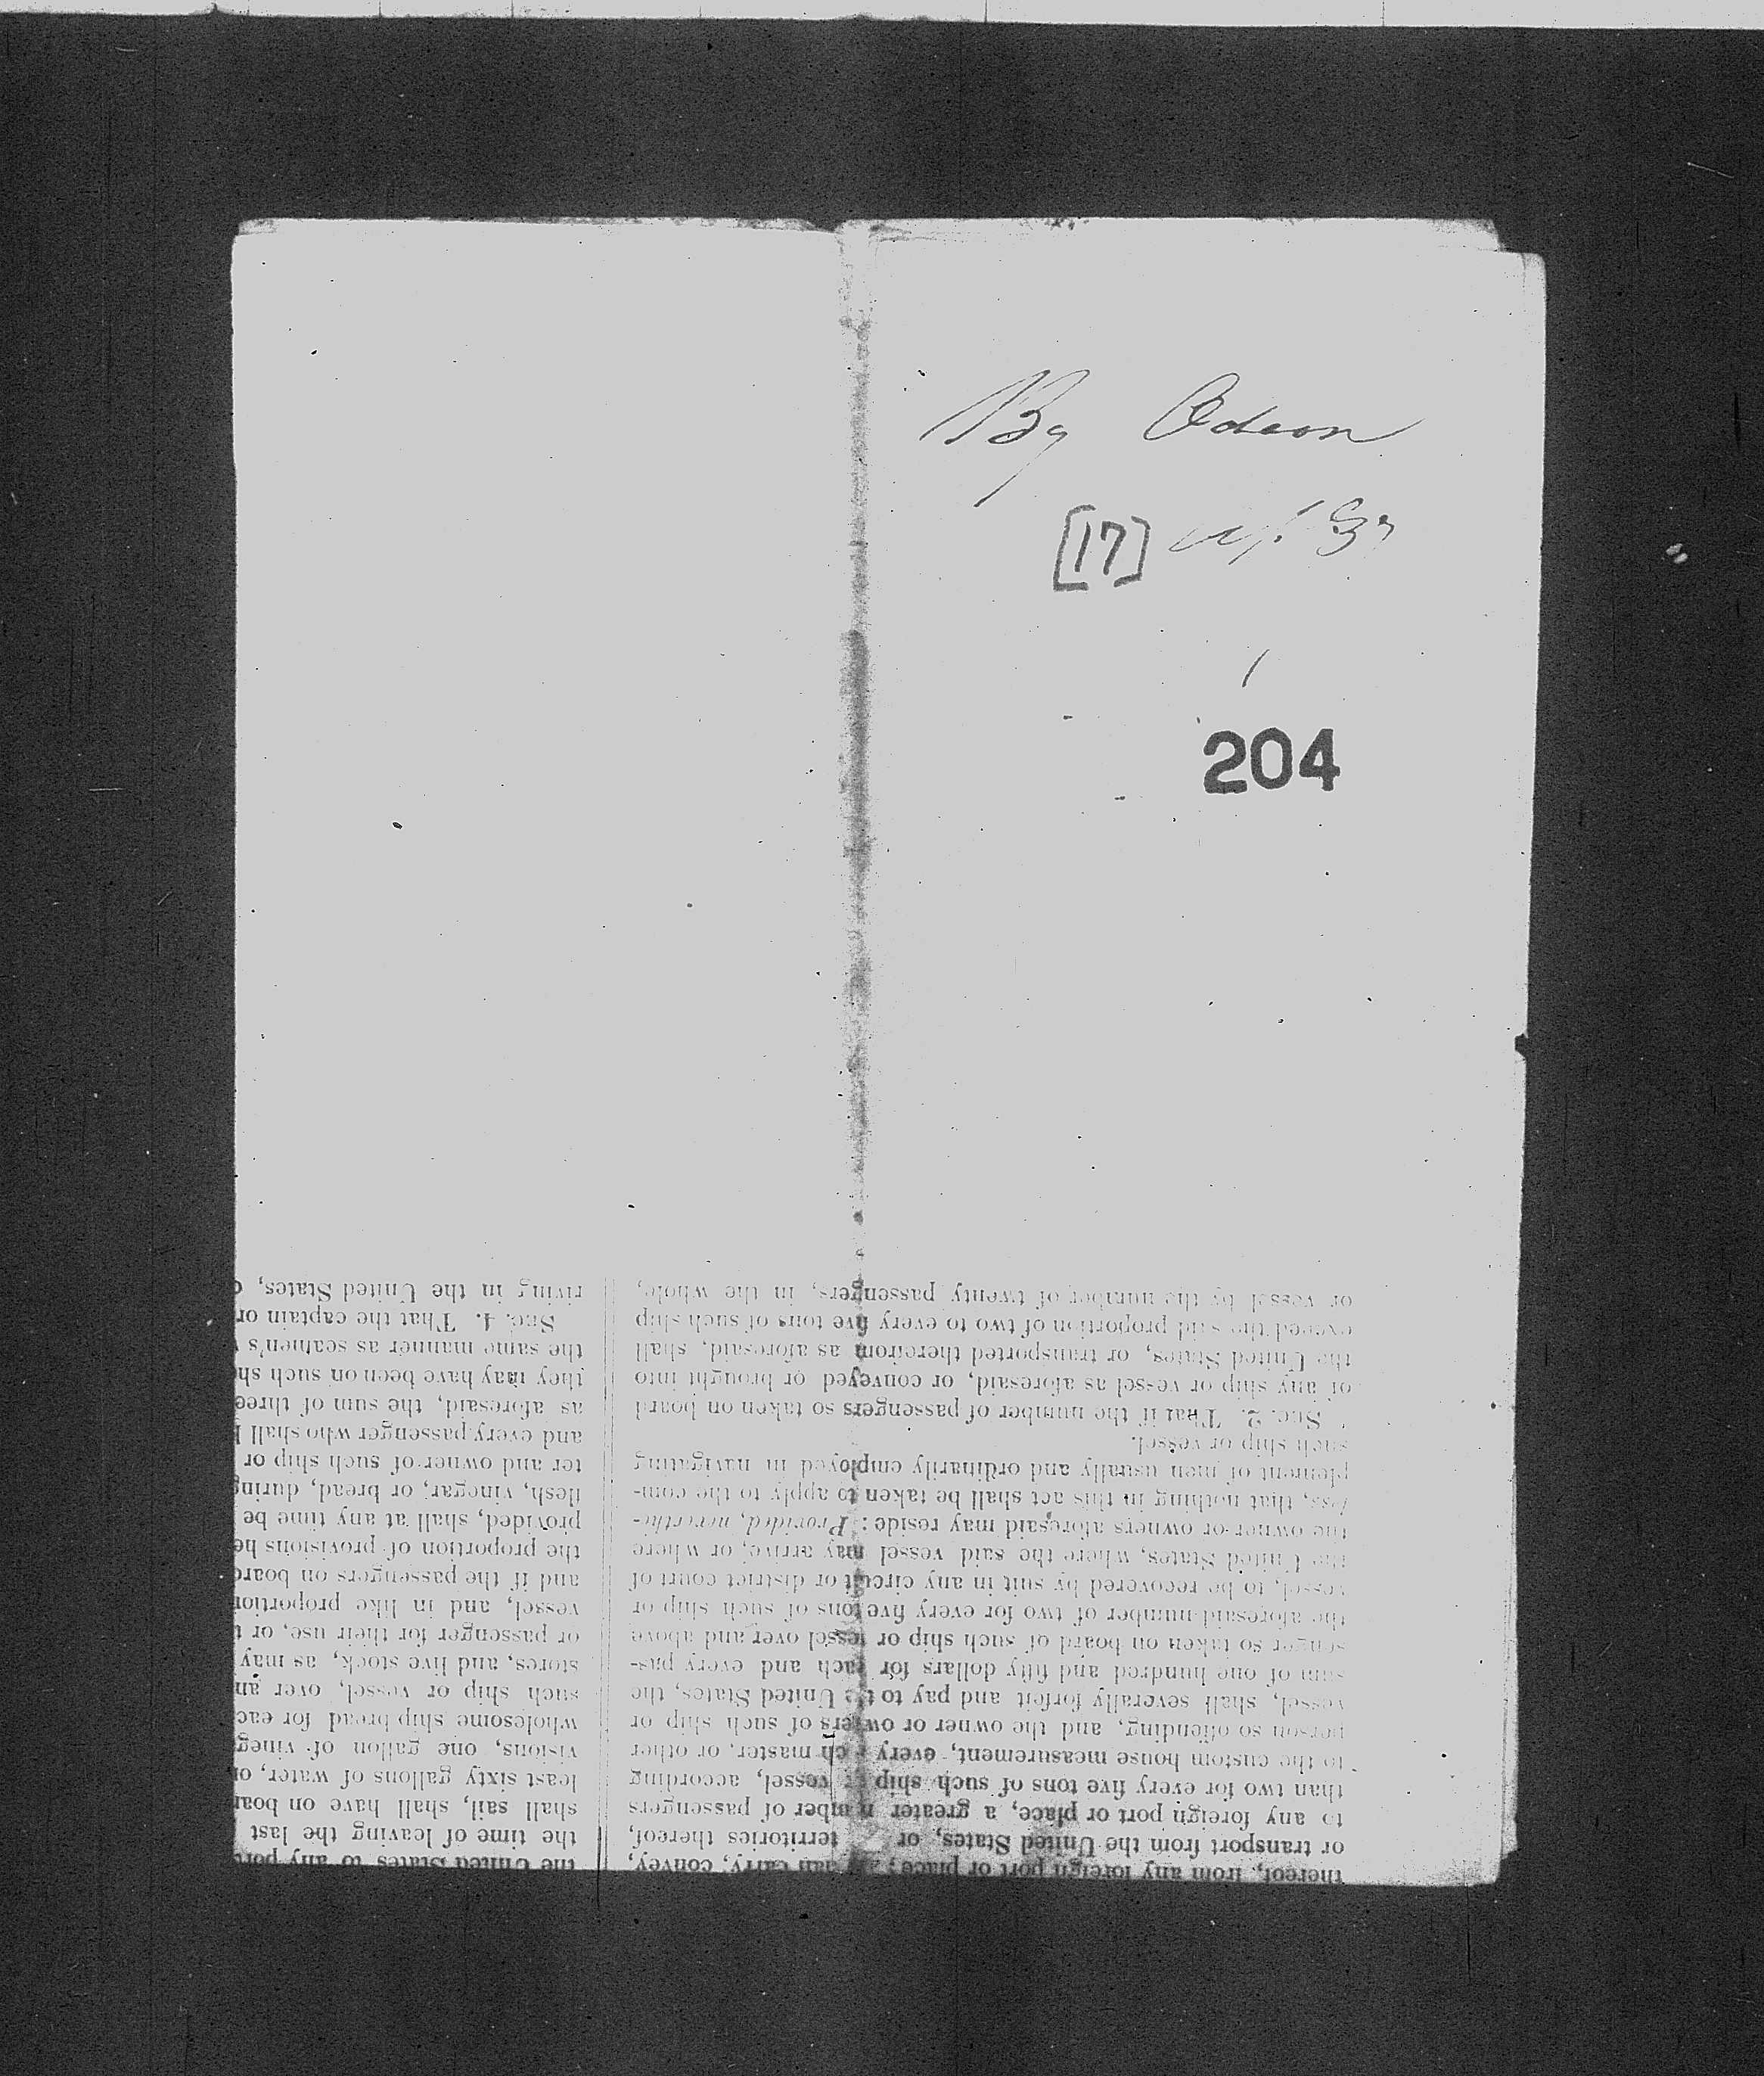 Bg Odeon
[17]
204
thereof, from any foreign port or place; shall carry, convey,
or transport from the United States, or territories thereof,
to any foreign port or place, a greater number of passengers
than two for every five tons of such ship or vessel, according
to the custom house measurement, every such master, or other
person so offending, and the owner or owners of such ship or
vessel, shall severally forfeit and pay to the United States, the
sum of one hundred and fifty dollars for each and every pas-
senger so taken on board of such ship or vessel over and above
the aforesaid number of two for every five tons of such ship or
vessel, to be recovered by suit in any circuit or district court of
the United States, where the said vessel may arrive, or where
the owner or owners aforesaid may reside: Provided, neverthe-
less, that nothing in this act shall be taken to apply to the com-
plement of men usually and ordinarily employed in navigating
such ship or vessel.
Sec. 2. That if the number of passengers so taken on board
of any ship or vessel as aforesaid, or conveyed or brought into
the United States, or transported therefrom as aforesaid, shall
exceed the said proportion of two to every five tons of such ship
or vessel by the number of twenty passengers, in the whole,
the United States to any port
the time of leaving the last
shall sail, shall have on boar
least sixty gallons of water, on
visions, one gallon of vineg
wholesome ship bread for eac
such ship or vessel, over an
stores, and live stock, as may
or passenger for their use, or t
vessel, and in like proportion
and if the passengers on board
the proportion of provisions he
provided, shall at any time be
flesh, vinegar, or bread, during
ter and owner of such ship or
and every passenger who shall
as aforesaid, the sum of three
they may have been on such sh
the same manner as seamen's
Sec. 4. That the captain or
riving in the United States,